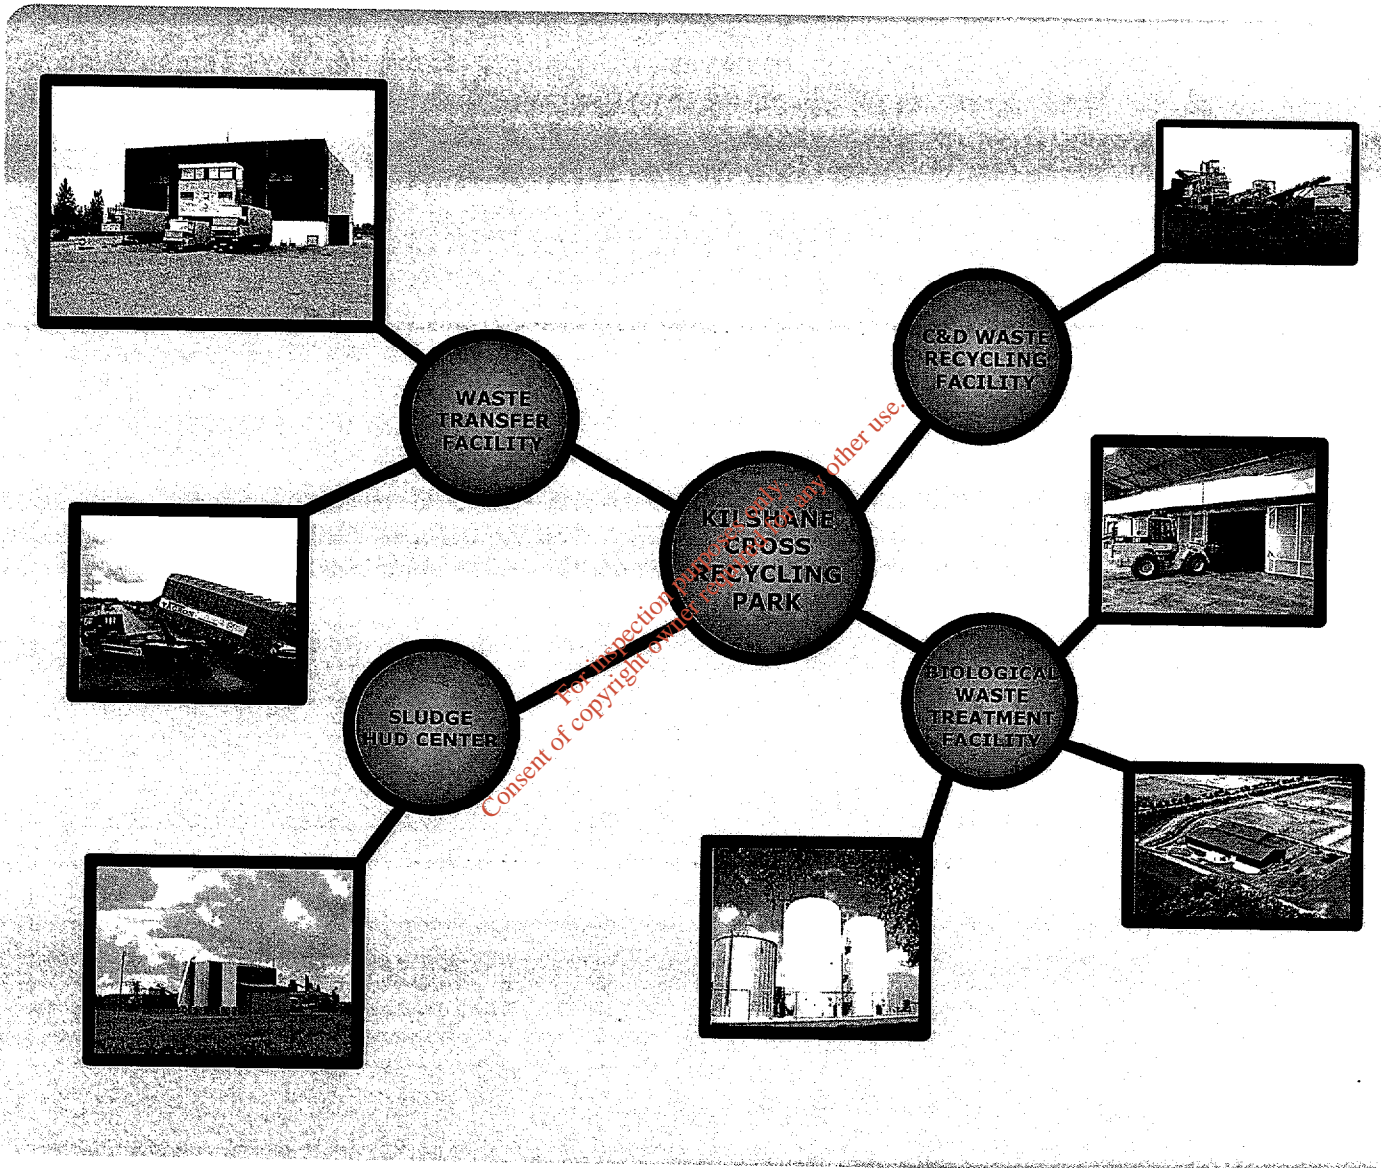 C&D WASTE
RECYCLING
FACILITY
WASTE
TRANSFER
FACILITY
KILSHANE
CROSS
RECYCLING
PARK
BIOLOGICAL
WASTE
TREATMENT
FACILITY
SLUDGE
HUD CENTER
For inspection purposes only.
Consent of copyright owner required for any other use.